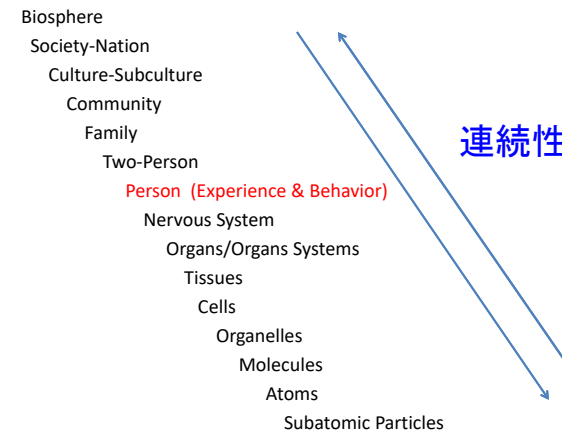 Biosphere
Society-Nation
Culture-Subculture
Community
Family
Two-Person
連続性
Person (Experience & Behavior)
Nervous System
Organs/Organs Systems
Tissues
Cells
Organelles
Molecules
Atoms
Subatomic Particles